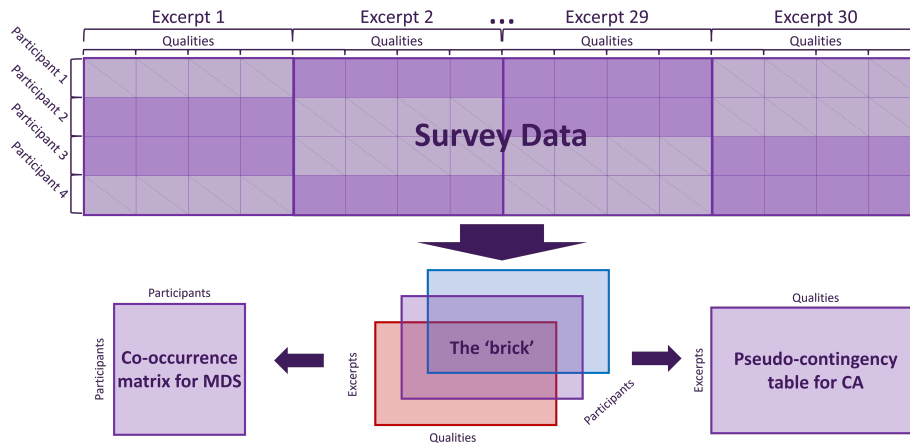 Excerpt 1
Excerpt 2
...
Excerpt 29
Excerpt 30
Qualities
Qualities
Qualities
Qualities
Participant 1
Participant 2
Participant 3
Participant 4
Survey Data
Participants
Participants
Co-occurrence
matrix for MDS
Excerpts
The ‘brick’
Participants
Qualities
Qualities
Excerpts
Pseudo-contingency
table for CA